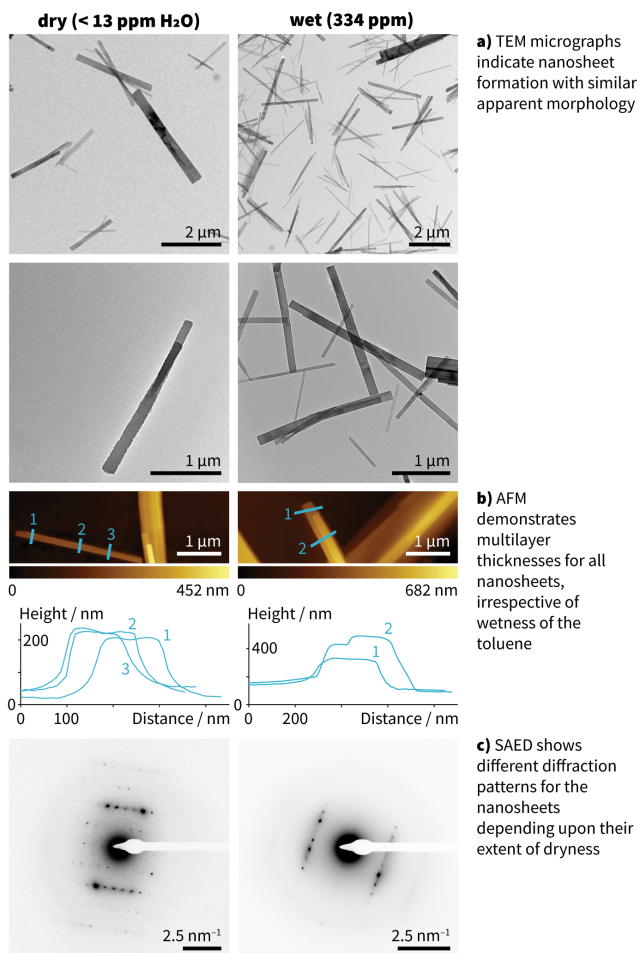 dry (< 13 ppm H₂O)
wet (334 ppm)
2 μm
2 μm
a) TEM micrographs
indicate nanosheet
formation with similar
apparent morphology
1 μm
1 μm
1
2
3
1 μm
1
2
1 μm
0
452 nm
0
682 nm
b) AFM
demonstrates
multilayer
thicknesses for all
nanosheets,
irrespective of
wetness of the
toluene
Height / nm
200
2
1
3
0
0
100
Distance / nm
Height / nm
400
2
1
0
0
200
Distance / nm
c) SAED shows
different diffraction
patterns for the
nanosheets
depending upon their
extent of dryness
2.5 nm⁻¹
2.5 nm⁻¹